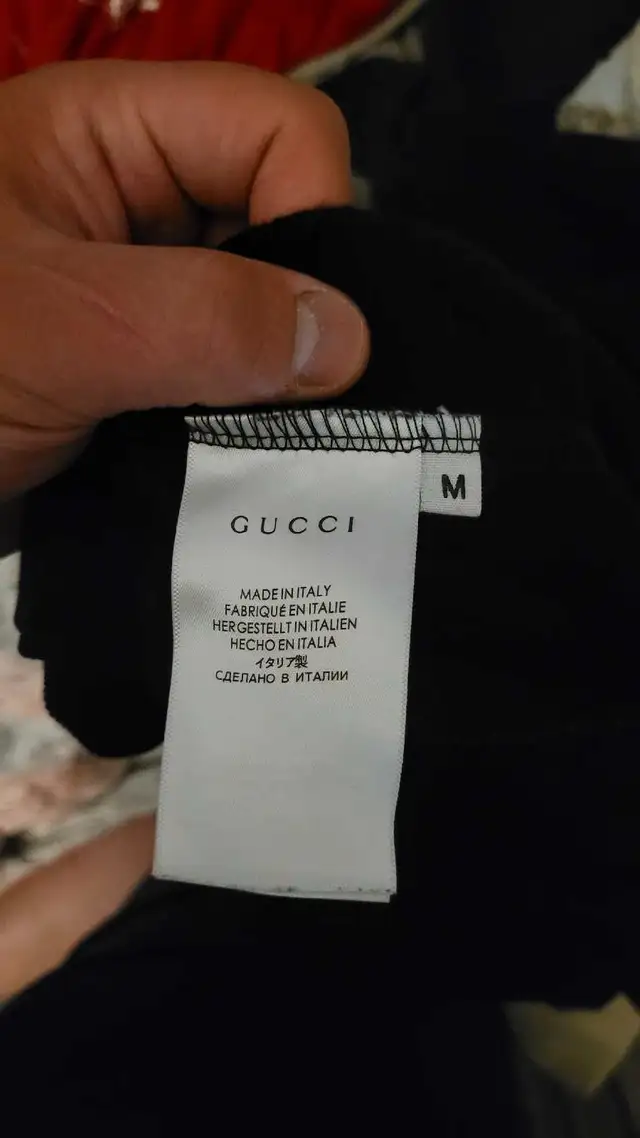 GUCCI
M
MADE IN ITALY
FABRIQUÉ EN ITALIE
HERGESTELLT IN ITALIEN
HECHO EN ITALIA
イタリア製
СДЕЛАНО В ИТАЛИИ